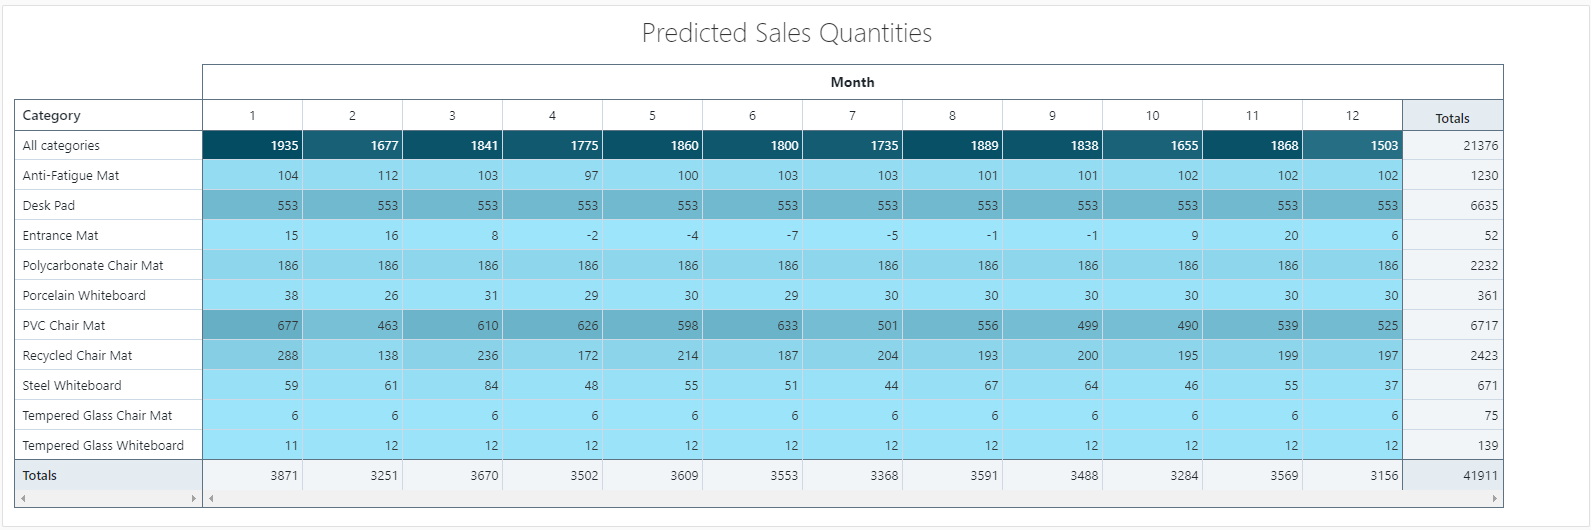 Predicted Sales Quantities
Month
Category 1 2 3 4 5 6 7 8 9 10 11 12 Totals
All categories 1935 1677 1841 1775 1860 1800 1735 1889 1838 1655 1868 1503 21376
Anti-Fatigue Mat 104 112 103 97 100 103 103 101 101 102 102 102 1230
Desk Pad 553 553 553 553 553 553 553 553 553 553 553 553 6635
Entrance Mat 15 16 8 -2 -4 -7 -5 -1 -1 9 20 6 52
Polycarbonate Chair Mat 186 186 186 186 186 186 186 186 186 186 186 186 2232
Porcelain Whiteboard 38 26 31 29 30 29 30 30 30 30 30 30 361
PVC Chair Mat 677 463 610 626 598 633 501 556 499 490 539 525 6717
Recycled Chair Mat 288 138 236 172 214 187 204 193 200 195 199 197 2423
Steel Whiteboard 59 61 84 48 55 51 44 67 64 46 55 37 671
Tempered Glass Chair Mat 6 6 6 6 6 6 6 6 6 6 6 6 75
Tempered Glass Whiteboard 11 12 12 12 12 12 12 12 12 12 12 12 139
Totals 3871 3251 3670 3502 3609 3553 3368 3591 3488 3284 3569 3156 41911